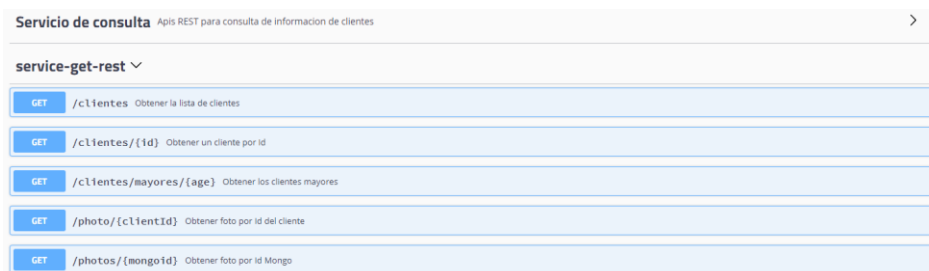 Servicio de consulta Apis REST para consulta de informacion de clientes
service-get-rest
GET /clientes Obtener la lista de clientes
GET /clientes/{id} Obtener un cliente por id
GET /clientes/mayores/{age} Obtener los clientes mayores
GET /photo/{clientId} Obtener foto por id del cliente
GET /photos/{mongoid} Obtener foto por Id Mongo